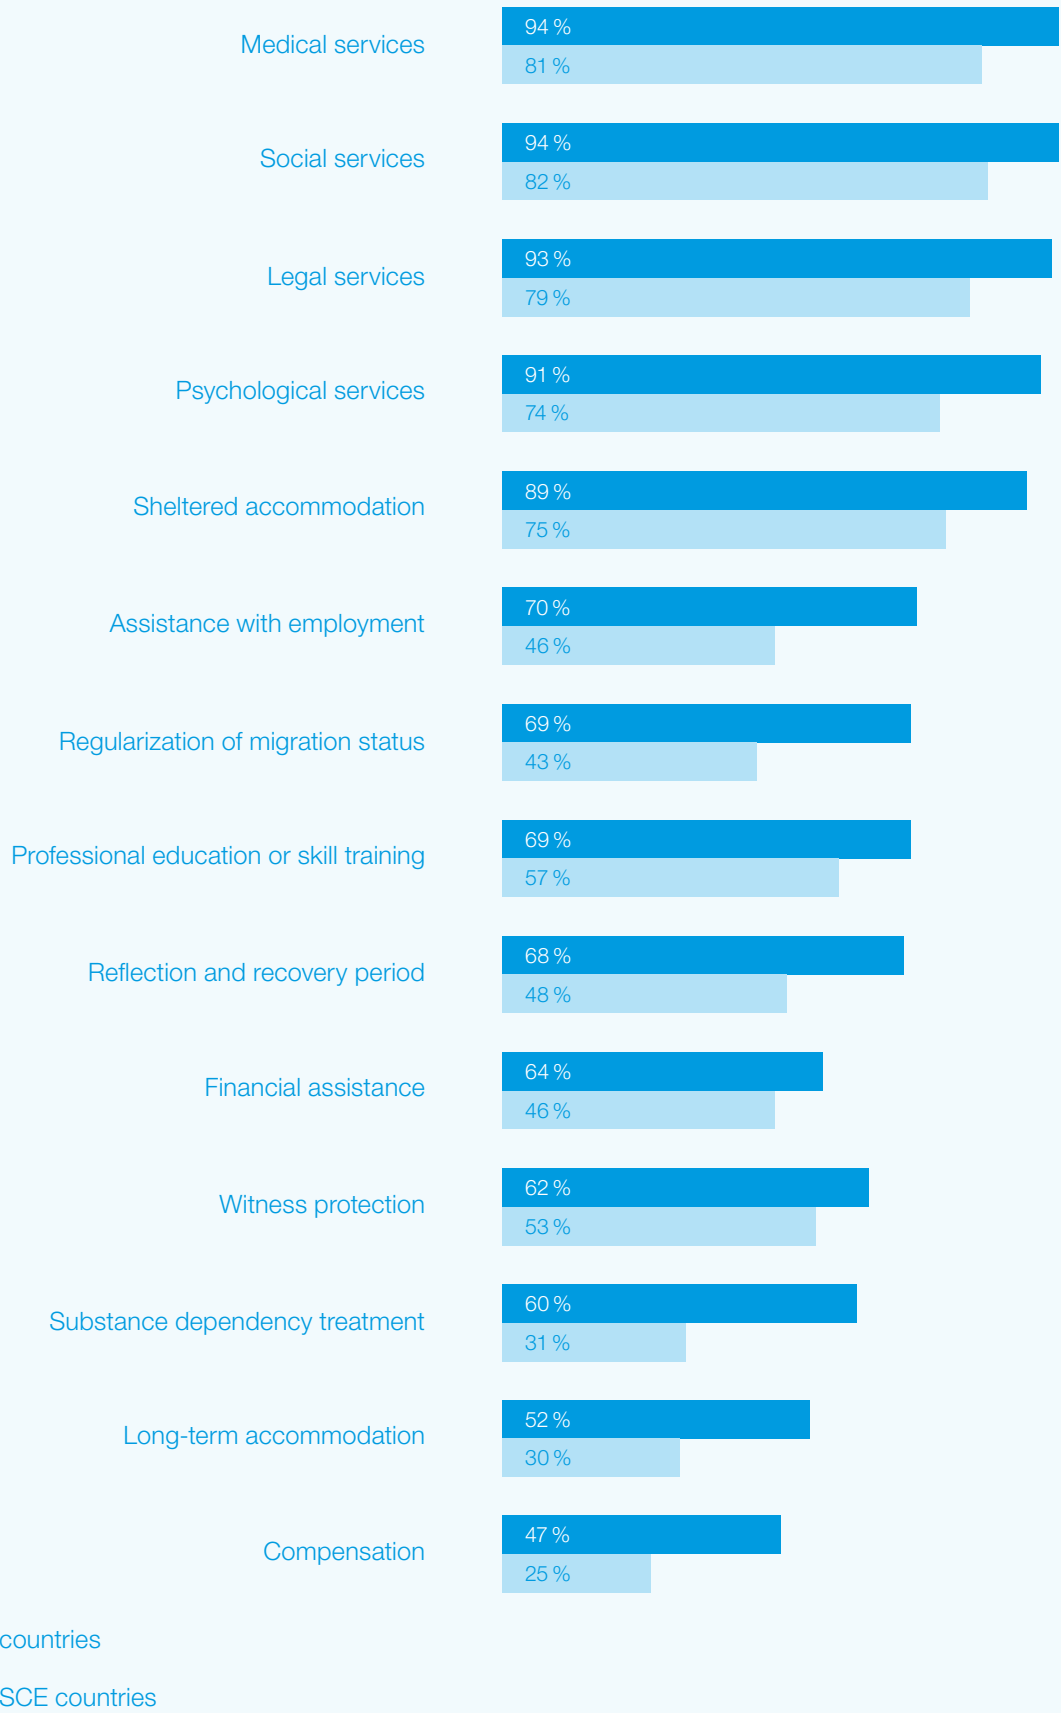 94 %
Medical services
81 %
94 %
Social services
82 %
93 %
Legal services
79 %
91 %
Psychological services
74 %
89 %
Sheltered accommodation
75 %
70 %
Assistance with employment
46 %
69 %
Regularization of migration status
43 %
69 %
Professional education or skill training
57 %
68 %
Reflection and recovery period
48 %
64 %
Financial assistance
46 %
62 %
Witness protection
53 %
60 %
Substance dependency treatment
31 %
52 %
Long-term accommodation
30 %
47 %
Compensation
25 %
countries
SCE countries